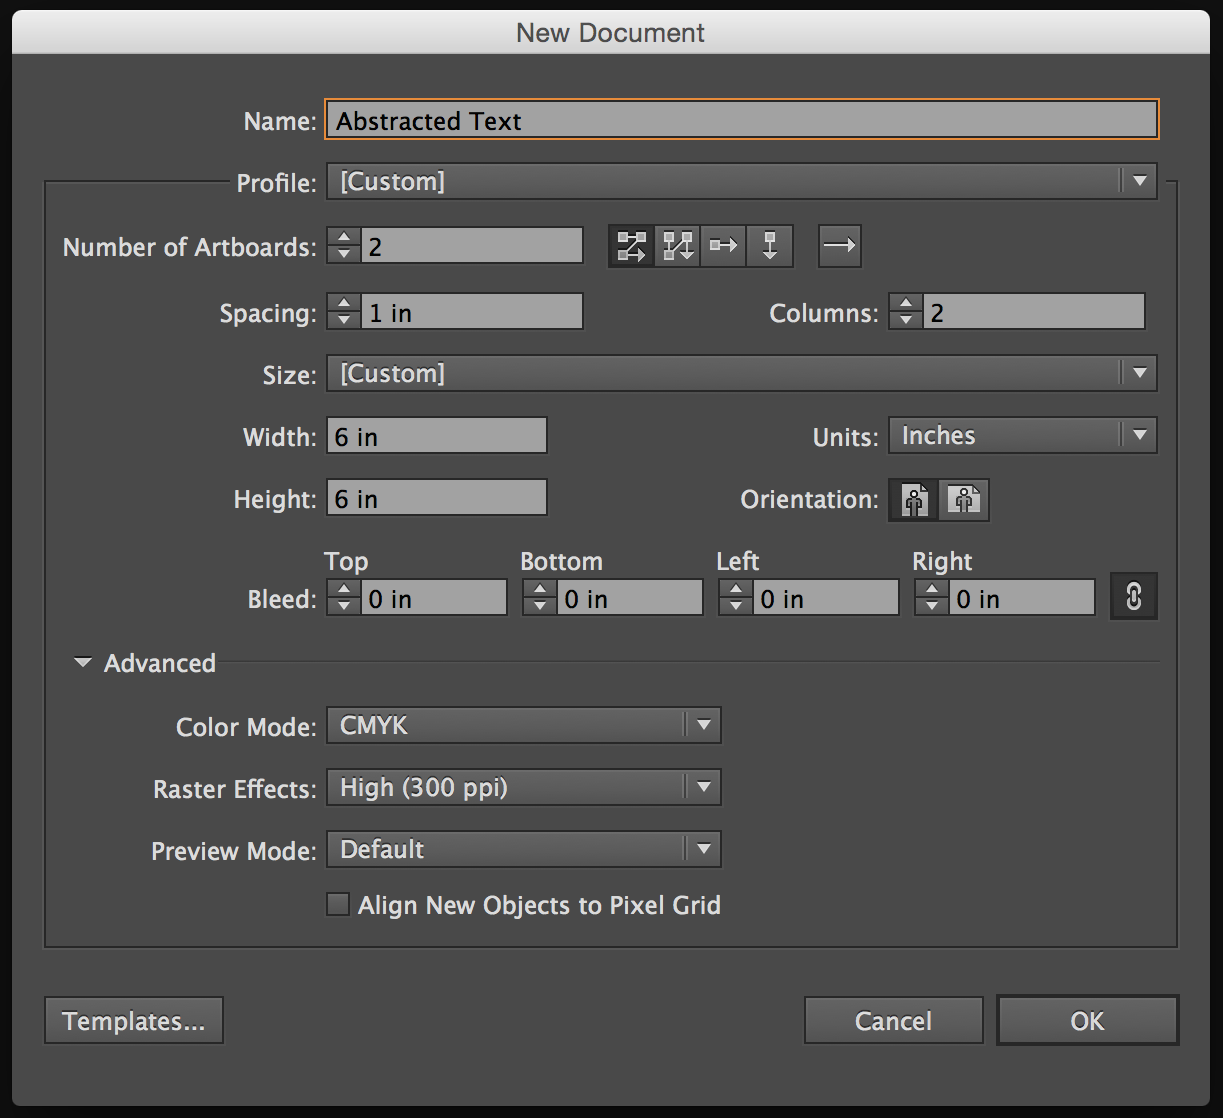 New Document
Name: Abstracted Text
Profile: [Custom]
Number of Artboards: 2
Spacing: 1 in Columns: 2
Size: [Custom]
Width: 6 in Units: Inches
Height: 6 in Orientation:
Top Bottom Left Right
Bleed: 0 in 0 in 0 in 0 in
Advanced
Color Mode: CMYK
Raster Effects: High (300 ppi)
Preview Mode: Default
Align New Objects to Pixel Grid
Templates... Cancel OK